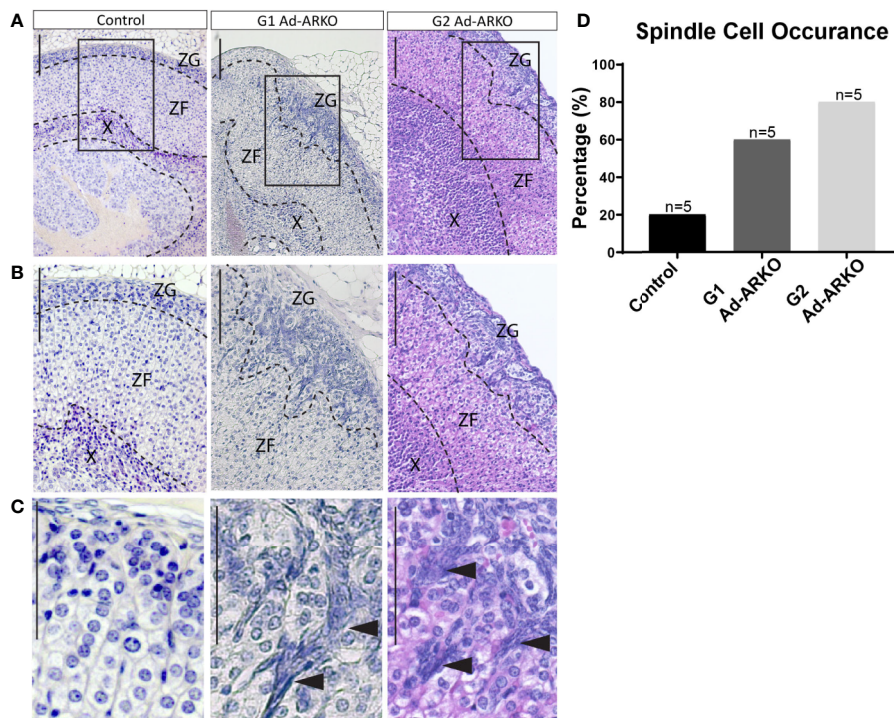 A
Control
G1 Ad-ARKO
G2 Ad-ARKO
ZG
ZF
X
ZG
ZF
X
ZG
ZF
X
B
ZG
ZF
X
ZG
ZF
ZG
ZF
X
C
D
Spindle Cell Occurance
Percentage (%)
100
80
60
40
20
0
n=5
n=5
n=5
Control
G1
Ad-ARKO
G2
Ad-ARKO